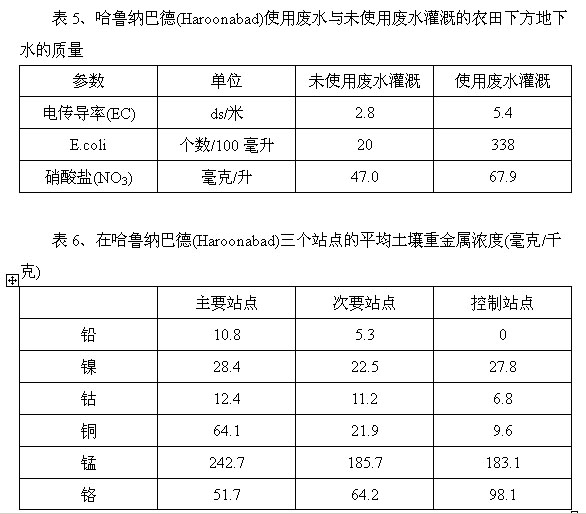 表 5、哈鲁纳巴德(Haroonabad)使用废水与未使用废水灌溉的农田下方地下
水的质量
参数 单位 未使用废水灌溉 使用废水灌溉
电传导率(EC) ds/米 2.8 5.4
E.coli 个数/100 毫升 20 338
硝酸盐(NO3) 毫克/升 47.0 67.9
表 6、在哈鲁纳巴德(Haroonabad)三个站点的平均土壤重金属浓度(毫克/千
克)
主要站点 次要站点 控制站点
铅 10.8 5.3 0
镍 28.4 22.5 27.8
钴 12.4 11.2 6.8
铜 64.1 21.9 9.6
锰 242.7 185.7 183.1
铬 51.7 64.2 98.1